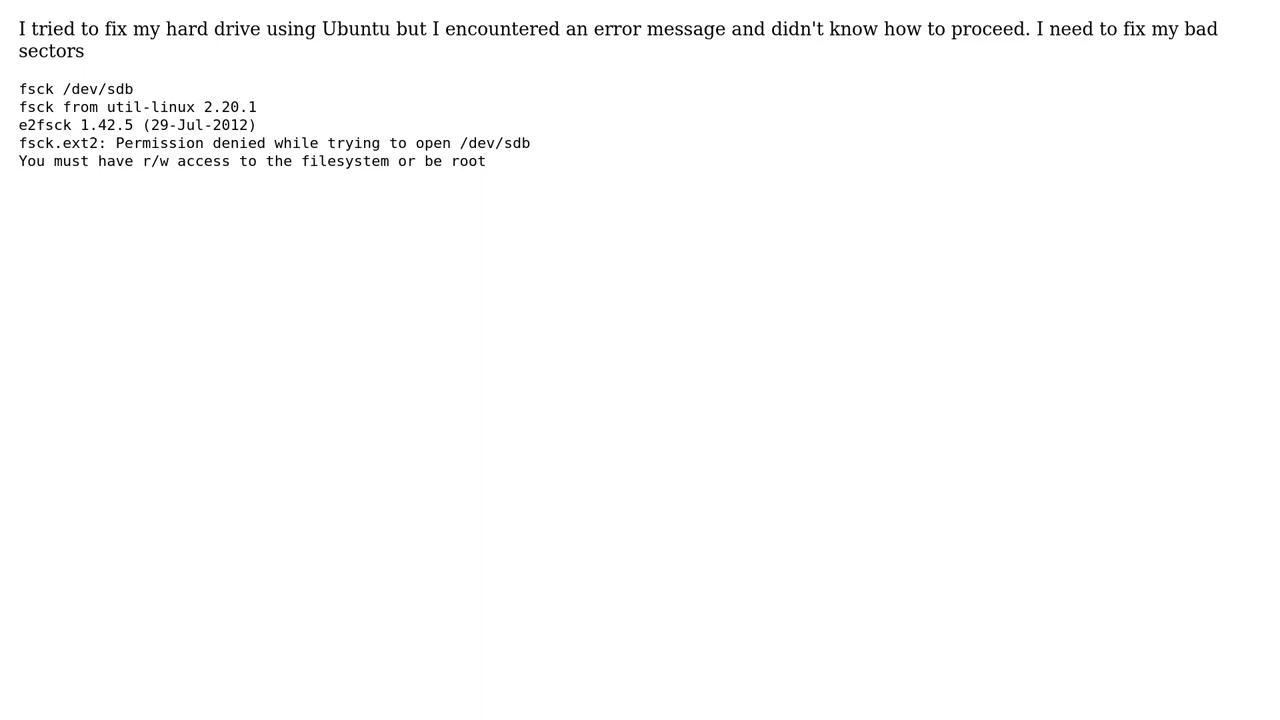 I tried to fix my hard drive using Ubuntu but I encountered an error message and didn't know how to proceed. I need to fix my bad
sectors
fsck /dev/sdb
fsck from util-linux 2.20.1
e2fsck 1.42.5 (29-Jul-2012)
fsck.ext2: Permission denied while trying to open /dev/sdb
You must have r/w access to the filesystem or be root